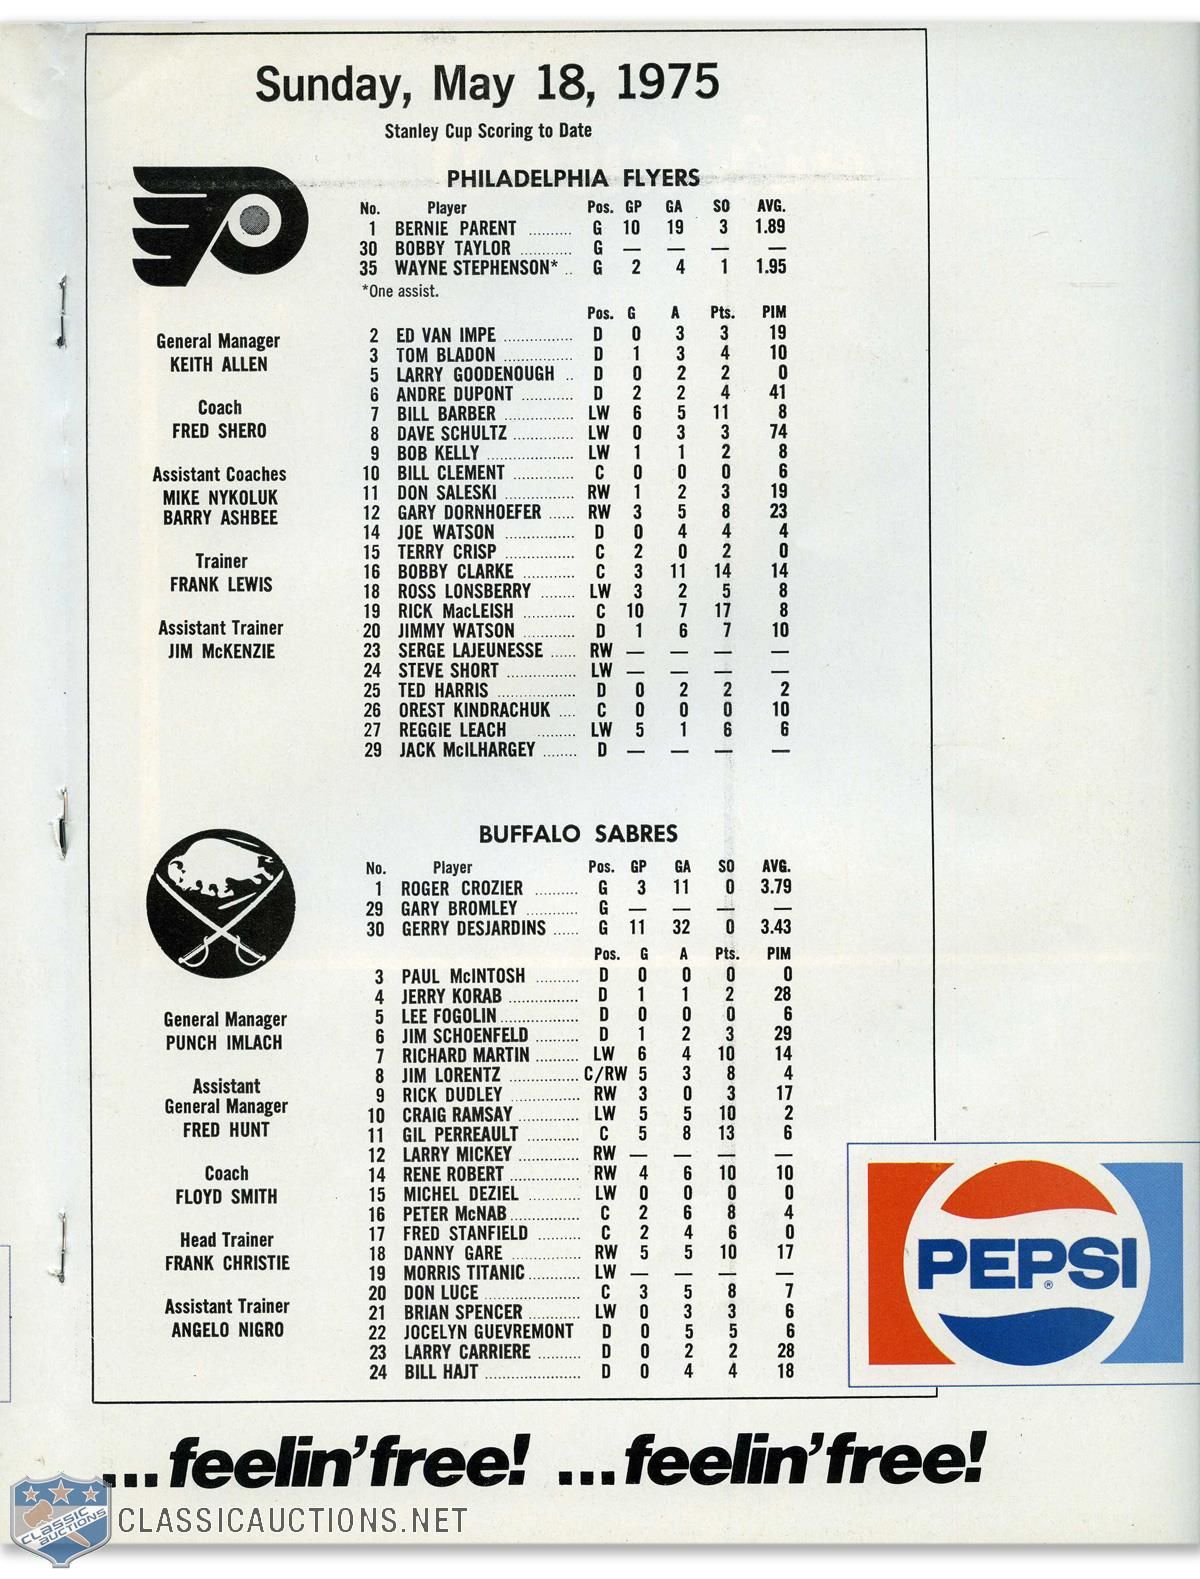 Sunday, May 18, 1975
Stanley Cup Scoring to Date
PHILADELPHIA FLYERS
No. Player Pos. GP GA SO AVG.
1 BERNIE PARENT .......... G 10 19 3 1.89
30 BOBBY TAYLOR ............ G — — — —
35 WAYNE STEPHENSON* .. G 2 4 1 1.95
*One assist.
Pos. G A Pts. PIM
2 ED VAN IMPE ................ D 0 3 3 19
3 TOM BLADON ................ D 1 3 4 10
5 LARRY GOODENOUGH .. D 0 2 2 0
6 ANDRE DUPONT ............ D 2 2 4 41
7 BILL BARBER ................ LW 6 5 11 8
8 DAVE SCHULTZ .............. LW 0 3 3 74
9 BOB KELLY .................... LW 1 1 2 8
10 BILL CLEMENT .............. C 0 0 0 6
11 DON SALESKI ................ RW 1 2 3 19
12 GARY DORNHOEFER ...... RW 3 5 8 23
14 JOE WATSON ................ D 0 4 4 4
15 TERRY CRISP ................ C 2 0 2 0
16 BOBBY CLARKE ............ C 3 11 14 14
18 ROSS LONSBERRY ........ LW 3 2 5 8
19 RICK MacLEISH ............ C 10 7 17 8
20 JIMMY WATSON ............ D 1 6 7 10
23 SERGE LAJEUNESSE ...... RW — — — —
24 STEVE SHORT ................ LW — — — —
25 TED HARRIS .................. D 0 2 2 2
26 OREST KINDRACHUK .... C 0 0 0 10
27 REGGIE LEACH ......... LW 5 1 6 6
29 JACK McILHARGEY ........ D — — — —
General Manager
KEITH ALLEN
Coach
FRED SHERO
Assistant Coaches
MIKE NYKOLUK
BARRY ASHBEE
Trainer
FRANK LEWIS
Assistant Trainer
JIM McKENZIE
BUFFALO SABRES
No. Player Pos. GP GA SO AVG.
1 ROGER CROZIER .......... G 3 11 0 3.79
29 GARY BROMLEY ............ G — — — —
30 GERRY DESJARDINS ...... G 11 32 0 3.43
Pos. G A Pts. PIM
3 PAUL McINTOSH .......... D 0 0 0 0
4 JERRY KORAB ................ D 1 1 2 28
5 LEE FOGOLIN .................. D 0 0 0 6
6 JIM SCHOENFELD .......... D 1 2 3 29
7 RICHARD MARTIN .......... LW 6 4 10 14
8 JIM LORENTZ ................ C/RW 5 3 8 4
9 RICK DUDLEY ................ RW 3 0 3 17
10 CRAIG RAMSAY .............. LW 5 5 10 2
11 GIL PERREAULT ............ C 5 8 13 6
12 LARRY MICKEY .............. RW — — — —
14 RENE ROBERT ................ RW 4 6 10 10
15 MICHEL DEZIEL ............ LW 0 0 0 0
16 PETER McNAB ................ C 2 6 8 4
17 FRED STANFIELD .......... C 2 4 6 0
18 DANNY GARE ................ RW 5 5 10 17
19 MORRIS TITANIC ............ LW — — — —
20 DON LUCE ...................... C 3 5 8 7
21 BRIAN SPENCER ............ LW 0 3 3 6
22 JOCELYN GUEVREMONT D 0 5 5 6
23 LARRY CARRIERE .......... D 0 2 2 28
24 BILL HAJT ...................... D 0 4 4 18
General Manager
PUNCH IMLACH
Assistant
General Manager
FRED HUNT
Coach
FLOYD SMITH
Head Trainer
FRANK CHRISTIE
Assistant Trainer
ANGELO NIGRO
PEPSI®
...feelin' free! ...feelin' free!
CLASSIC
AUCTIONS
CLASSICAUCTIONS.NET